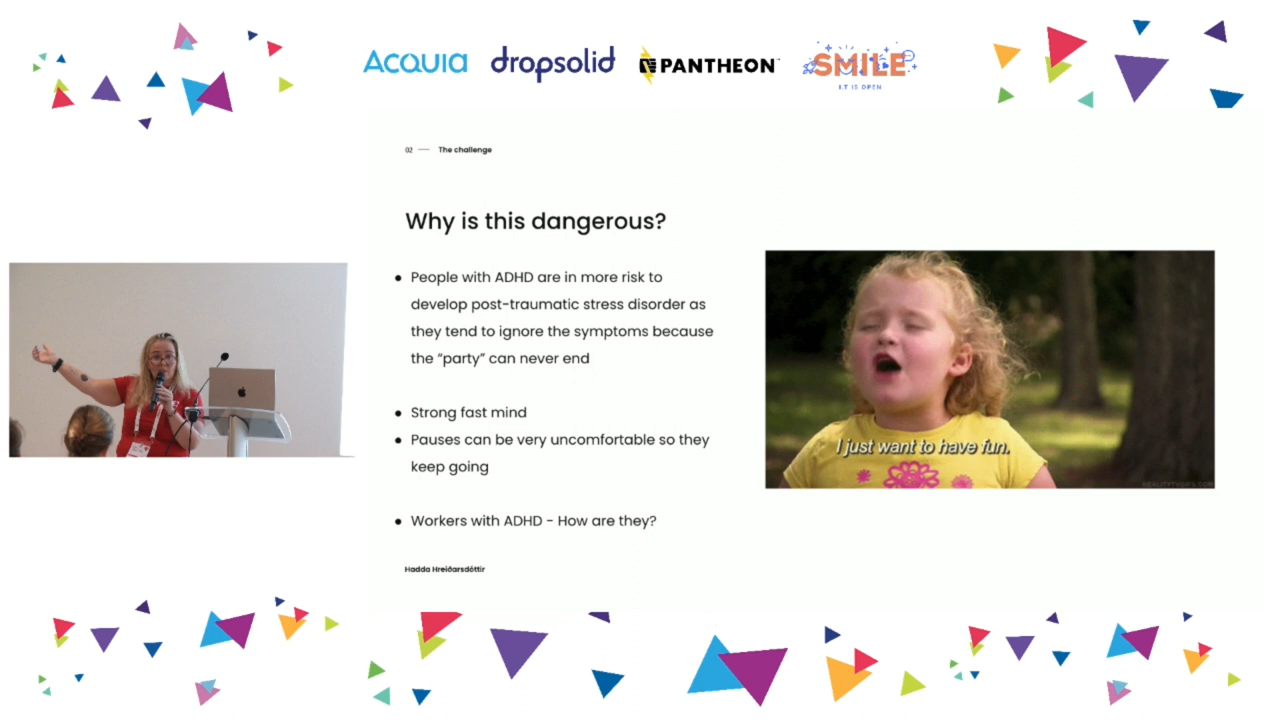 ACQUIA dropsolid PANTHEON SMILE
I.T IS OPEN
02 — The challenge
Why is this dangerous?
● People with ADHD are in more risk to
develop post-traumatic stress disorder as
they tend to ignore the symptoms because
the “party” can never end
● Strong fast mind
● Pauses can be very uncomfortable so they
keep going
● Workers with ADHD - How are they?
Hadda Hreiðarsdóttir
I just want to have fun.